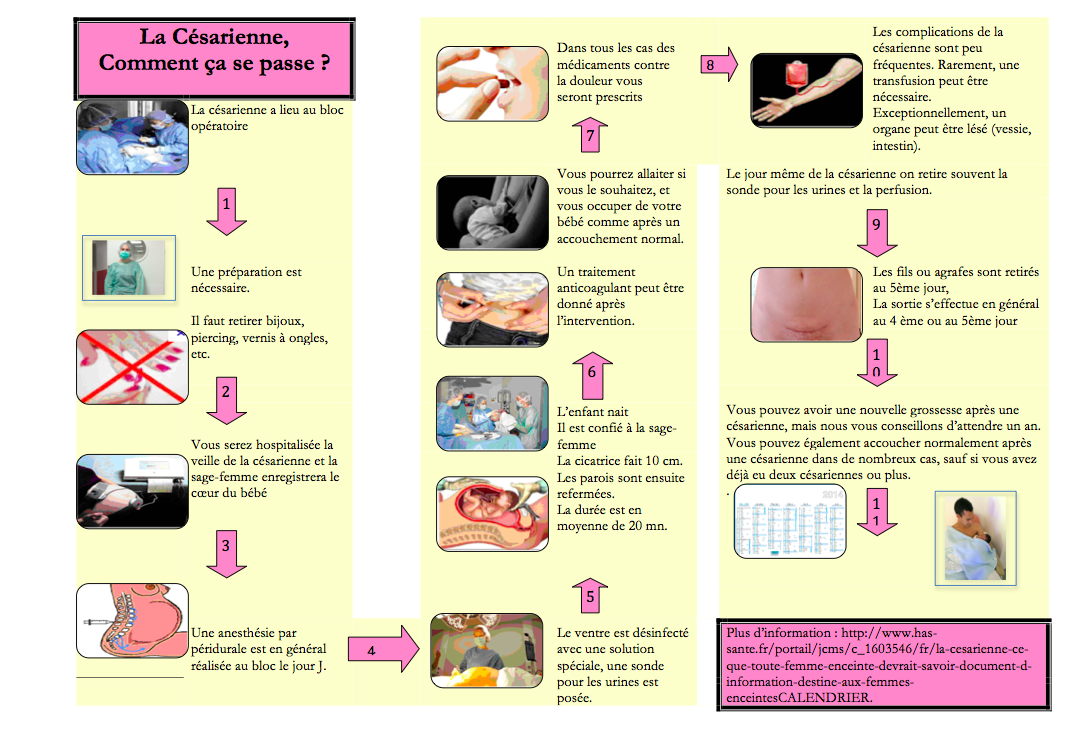 La Césarienne,
Comment ça se passe ?
La césarienne a lieu au bloc
opératoire
1
Une préparation est
nécessaire.
Il faut retirer bijoux,
piercing, vernis à ongles,
etc.
2
Vous serez hospitalisée la
veille de la césarienne et la
sage-femme enregistrera le
cœur du bébé
3
Une anesthésie par
péridurale est en général
réalisée au bloc le jour J.
4
Le ventre est désinfecté
avec une solution
spéciale, une sonde
pour les urines est
posée.
5
L’enfant nait
Il est confié à la sage-
femme
La cicatrice fait 10 cm.
Les parois sont ensuite
refermées.
La durée est en
moyenne de 20 mn.
6
Un traitement
anticoagulant peut être
donné après
l’intervention.
Vous pourrez allaiter si
vous le souhaitez, et
vous occuper de votre
bébé comme après un
accouchement normal.
7
Dans tous les cas des
médicaments contre
la douleur vous
seront prescrits
8
Les complications de la
césarienne sont peu
fréquentes. Rarement, une
transfusion peut être
nécessaire.
Exceptionnellement, un
organe peut être lésé (vessie,
intestin).
Le jour même de la césarienne on retire souvent la
sonde pour les urines et la perfusion.
9
Les fils ou agrafes sont retirés
au 5ème jour,
La sortie s’effectue en général
au 4 ème ou au 5ème jour
1
0
Vous pouvez avoir une nouvelle grossesse après une
césarienne, mais nous vous conseillons d’attendre un an.
Vous pouvez également accoucher normalement après
une césarienne dans de nombreux cas, sauf si vous avez
déjà eu deux césariennes ou plus.
.
2014
1
1
Plus d’information : http://www.has-
sante.fr/portail/jcms/c_1603546/fr/la-cesarienne-ce-
que-toute-femme-enceinte-devrait-savoir-document-d-
information-destine-aux-femmes-
enceintesCALENDRIER.